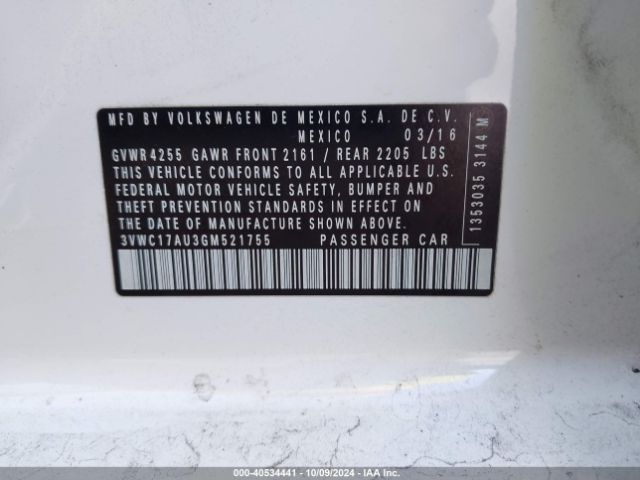 MFD BY VOLKSWAGEN DE MEXICO S.A. DE C.V.
MEXICO 03/16
GVWR 4255 GAWR FRONT 2161 / REAR 2205 LBS
THIS VEHICLE CONFORMS TO ALL APPLICABLE U.S.
FEDERAL MOTOR VEHICLE SAFETY, BUMPER AND
THEFT PREVENTION STANDARDS IN EFFECT ON
THE DATE OF MANUFACTURE SHOWN ABOVE.
3VWC17AU3GM521755 PASSENGER CAR
1353035 3144 M
000-40534441 - 10/09/2024 - IAA Inc.